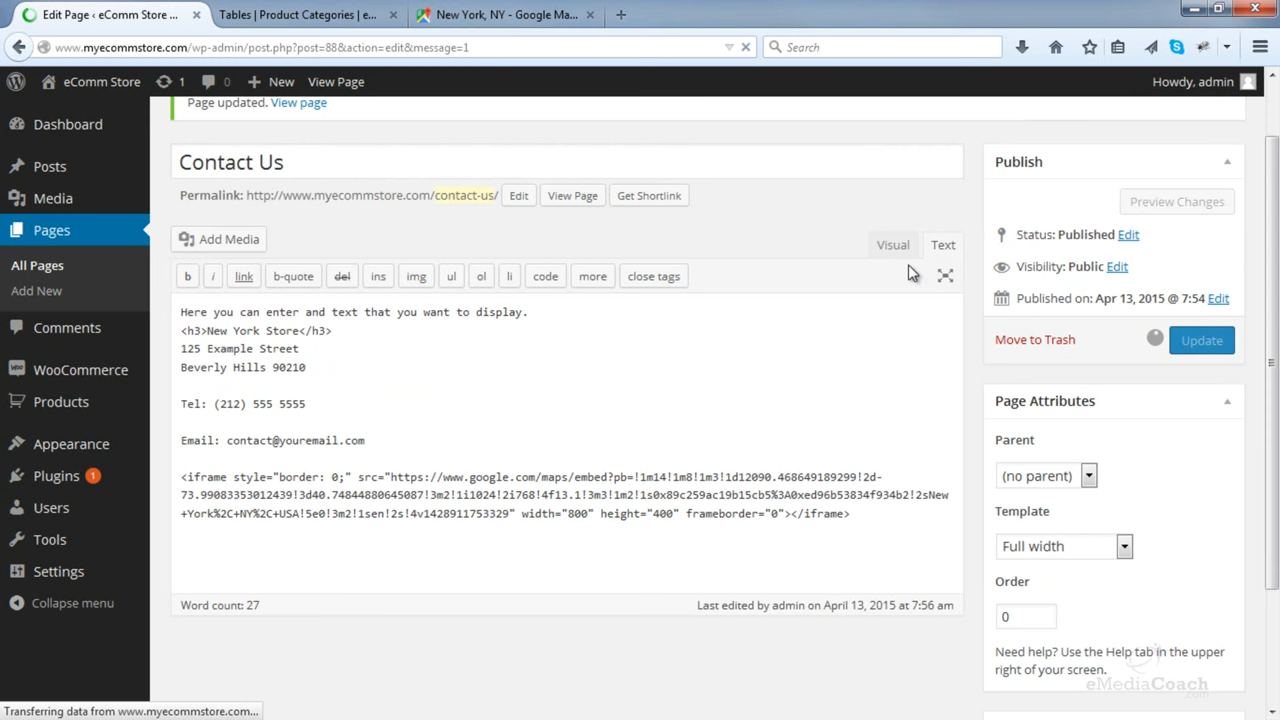 Edit Page ‹ eComm Store ...
Tables | Product Categories | e...
New York, NY - Google Ma...
www.myecommstore.com/wp-admin/post.php?post=88&action=edit&message=1
Search
eComm Store
1
0
New
View Page
Howdy, admin
Dashboard
Posts
Media
Pages
All Pages
Add New
Comments
WooCommerce
Products
Appearance
Plugins 1
Users
Tools
Settings
Collapse menu
Page updated. View page
Contact Us
Permalink: http://www.myecommstore.com/contact-us/ Edit View Page Get Shortlink
Add Media
Visual Text
b i link b-quote del ins img ul ol li code more close tags
Here you can enter and text that you want to display.
<h3>New York Store</h3>
125 Example Street
Beverly Hills 90210
Tel: (212) 555 5555
Email: contact@youremail.com
<iframe style="border: 0;" src="https://www.google.com/maps/embed?pb=!1m14!1m8!1m3!1d12090.468649189299!2d-
73.99083353012439!3d40.74844880645087!3m2!1i1024!2i768!4f13.1!3m3!1m2!1s0x89c259ac19b15cb5%3A0xed96b53834f934b2!2sNew
+York%2C+NY%2C+USA!5e0!3m2!1sen!2s!4v1428911753329" width="800" height="400" frameborder="0"></iframe>
Word count: 27
Last edited by admin on April 13, 2015 at 7:56 am
Publish
Preview Changes
Status: Published Edit
Visibility: Public Edit
Published on: Apr 13, 2015 @ 7:54 Edit
Move to Trash
Update
Page Attributes
Parent
(no parent)
Template
Full width
Order
0
Need help? Use the Help tab in the upper
right of your screen.
eMediaCoach
.com
Transferring data from www.myecommstore.com...